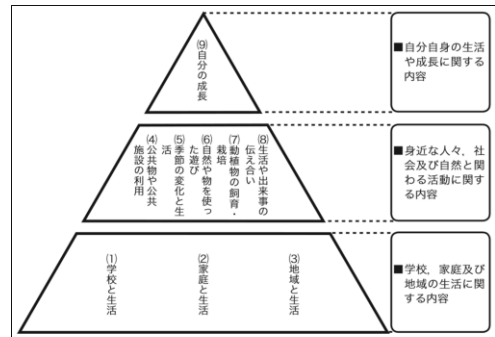 (9)自分の成長
■自分自身の生活
や成長に関する
内容
(4)公共物や公共
施設の利用
(5)季節の変化と生
活
(6)自然や物を使っ
た遊び
(7)動植物の飼育・
栽培
(8)生活や出来事の
伝え合い
■身近な人々，社
会及び自然と関
わる活動に関す
る内容
(1)学校と生活
(2)家庭と生活
(3)地域と生活
■学校，家庭及び
地域の生活に関
する内容